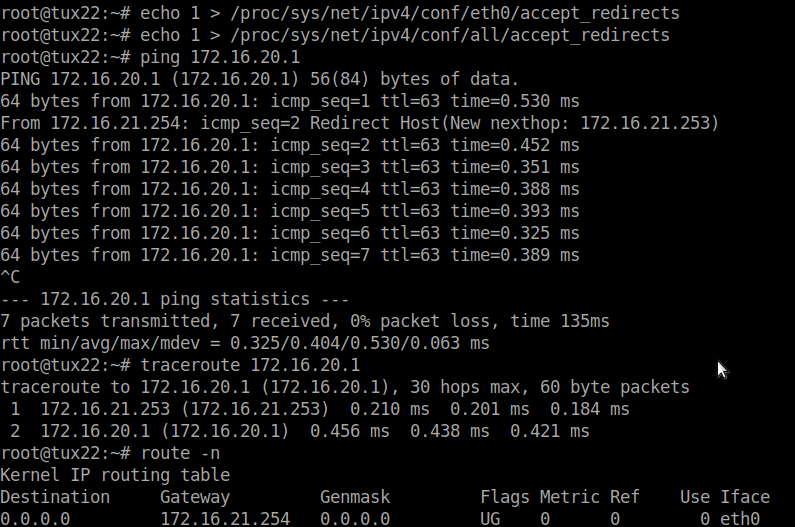 root@tux22:~# echo 1 > /proc/sys/net/ipv4/conf/eth0/accept_redirects
root@tux22:~# echo 1 > /proc/sys/net/ipv4/conf/all/accept_redirects
root@tux22:~# ping 172.16.20.1
PING 172.16.20.1 (172.16.20.1) 56(84) bytes of data.
64 bytes from 172.16.20.1: icmp_seq=1 ttl=63 time=0.530 ms
From 172.16.21.254: icmp_seq=2 Redirect Host(New nexthop: 172.16.21.253)
64 bytes from 172.16.20.1: icmp_seq=2 ttl=63 time=0.452 ms
64 bytes from 172.16.20.1: icmp_seq=3 ttl=63 time=0.351 ms
64 bytes from 172.16.20.1: icmp_seq=4 ttl=63 time=0.388 ms
64 bytes from 172.16.20.1: icmp_seq=5 ttl=63 time=0.393 ms
64 bytes from 172.16.20.1: icmp_seq=6 ttl=63 time=0.325 ms
64 bytes from 172.16.20.1: icmp_seq=7 ttl=63 time=0.389 ms
^C
--- 172.16.20.1 ping statistics ---
7 packets transmitted, 7 received, 0% packet loss, time 135ms
rtt min/avg/max/mdev = 0.325/0.404/0.530/0.063 ms
root@tux22:~# traceroute 172.16.20.1
traceroute to 172.16.20.1 (172.16.20.1), 30 hops max, 60 byte packets
 1  172.16.21.253 (172.16.21.253)  0.210 ms  0.201 ms  0.184 ms
 2  172.16.20.1 (172.16.20.1)  0.456 ms  0.438 ms  0.421 ms
root@tux22:~# route -n
Kernel IP routing table
Destination     Gateway         Genmask         Flags Metric Ref    Use Iface
0.0.0.0         172.16.21.254   0.0.0.0         UG    0      0        0 eth0